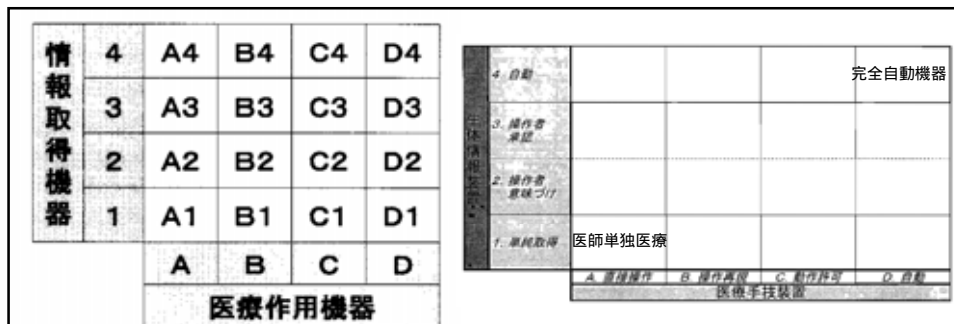 情報取得機器
4 A4 B4 C4 D4
3 A3 B3 C3 D3
2 A2 B2 C2 D2
1 A1 B1 C1 D1
A B C D
医療作用機器
4. 自動 完全自動機器
3. 操作者
承認
2. 操作者
意味づけ
1. 単純取得 医師単独医療
A. 直接操作 B. 操作再現 C. 動作許可 D. 自動
医療手技装置